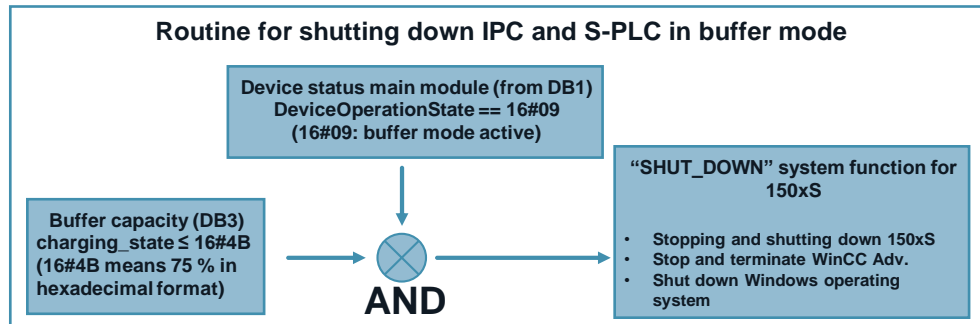 Routine for shutting down IPC and S-PLC in buffer mode
Device status main module (from DB1)
DeviceOperationState == 16#09
(16#09: buffer mode active)
Buffer capacity (DB3)
charging_state ≤ 16#4B
(16#4B means 75 % in
hexadecimal format)
AND
“SHUT_DOWN” system function for
150xS
• Stopping and shutting down 150xS
• Stop and terminate WinCC Adv.
• Shut down Windows operating
system